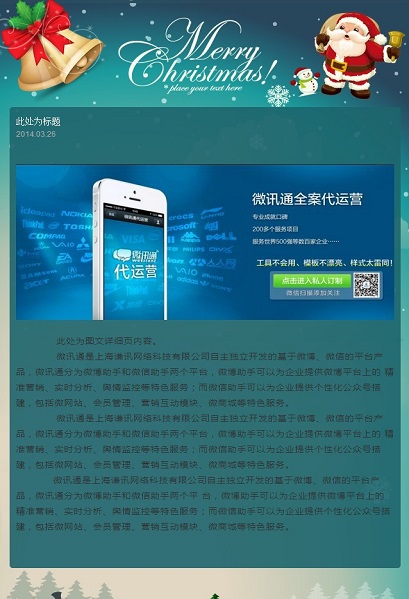 Merry
Christmas!
place your text here
此处为标题
2014.03.26
微讯通代运营
微讯通
代运营
微讯通全案代运营
专业成就口碑
200多个服务项目
服务世界500强等数百家企业……
工具不会用、模板不漂亮、样式太雷同!
点击进入私人订制
微信扫描添加关注
NOKIA
DELL
EPSON
VAIO
此处为图文详细页内容。
微讯通是上海谦讯网络科技有限公司自主独立开发的基于微博、微信的平台产
品,微讯通分为微博助手和微信助手两个平台,微博助手可以为企业提供微博平台上的 精
准营销、实时分析、舆情监控等特色服务;而微信助手可以为企业提供个性化公众号搭
建,包括微网站、会员管理、营销互动模块、微商城等特色服务。
微讯通是上海谦讯网络科技有限公司自主独立开发的基于微博、微信的平台产
品,微讯通分为微博助手和微信助手两个平台,微博助手可以为企业提供微博平台上的 精
准营销、实时分析、舆情监控等特色服务;而微信助手可以为企业提供个性化公众号搭
建,包括微网站、会员管理、营销互动模块、微商城等特色服务。
微讯通是上海谦讯网络科技有限公司自主独立开发的基于微博、微信的平台产
品,微讯通分为微博助手和微信助手两个平 台,微博助手可以为企业提供微博平台上的
精准营销、实时分析、舆情监控等特色服务;而微信助手可以为企业提供个性化公众号搭
建,包括微网站、会员管理、营销互动模块、微商城等特色服务。